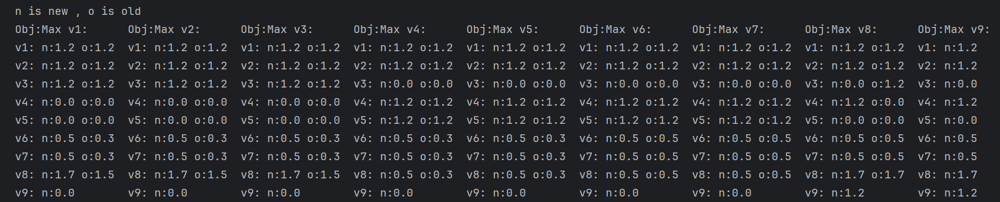 n is new , o is old
Obj:Max v1: Obj:Max v2: Obj:Max v3: Obj:Max v4: Obj:Max v5: Obj:Max v6: Obj:Max v7: Obj:Max v8: Obj:Max v9:
v1: n:1.2 o:1.2 v1: n:1.2 o:1.2 v1: n:1.2 o:1.2 v1: n:1.2 o:1.2 v1: n:1.2 o:1.2 v1: n:1.2 o:1.2 v1: n:1.2 o:1.2 v1: n:1.2 o:1.2 v1: n:1.2
v2: n:1.2 o:1.2 v2: n:1.2 o:1.2 v2: n:1.2 o:1.2 v2: n:1.2 o:1.2 v2: n:1.2 o:1.2 v2: n:1.2 o:1.2 v2: n:1.2 o:1.2 v2: n:1.2 o:1.2 v2: n:1.2
v3: n:1.2 o:1.2 v3: n:1.2 o:1.2 v3: n:1.2 o:1.2 v3: n:0.0 o:0.0 v3: n:0.0 o:0.0 v3: n:0.0 o:0.0 v3: n:0.0 o:0.0 v3: n:0.0 o:1.2 v3: n:0.0
v4: n:0.0 o:0.0 v4: n:0.0 o:0.0 v4: n:0.0 o:0.0 v4: n:1.2 o:1.2 v4: n:1.2 o:1.2 v4: n:1.2 o:1.2 v4: n:1.2 o:1.2 v4: n:1.2 o:0.0 v4: n:1.2
v5: n:0.0 o:0.0 v5: n:0.0 o:0.0 v5: n:0.0 o:0.0 v5: n:1.2 o:1.2 v5: n:1.2 o:1.2 v5: n:1.2 o:1.2 v5: n:1.2 o:1.2 v5: n:0.0 o:0.0 v5: n:0.0
v6: n:0.5 o:0.3 v6: n:0.5 o:0.3 v6: n:0.5 o:0.3 v6: n:0.5 o:0.3 v6: n:0.5 o:0.3 v6: n:0.5 o:0.5 v6: n:0.5 o:0.5 v6: n:0.5 o:0.5 v6: n:0.5
v7: n:0.5 o:0.3 v7: n:0.5 o:0.3 v7: n:0.5 o:0.3 v7: n:0.5 o:0.3 v7: n:0.5 o:0.3 v7: n:0.5 o:0.5 v7: n:0.5 o:0.5 v7: n:0.5 o:0.5 v7: n:0.5
v8: n:1.7 o:1.5 v8: n:1.7 o:1.5 v8: n:1.7 o:1.5 v8: n:0.5 o:0.3 v8: n:0.5 o:0.3 v8: n:0.5 o:0.5 v8: n:0.5 o:0.5 v8: n:1.7 o:1.7 v8: n:1.7
v9: n:0.0 v9: n:0.0 v9: n:0.0 v9: n:0.0 v9: n:0.0 v9: n:0.0 v9: n:0.0 v9: n:1.2 v9: n:1.2